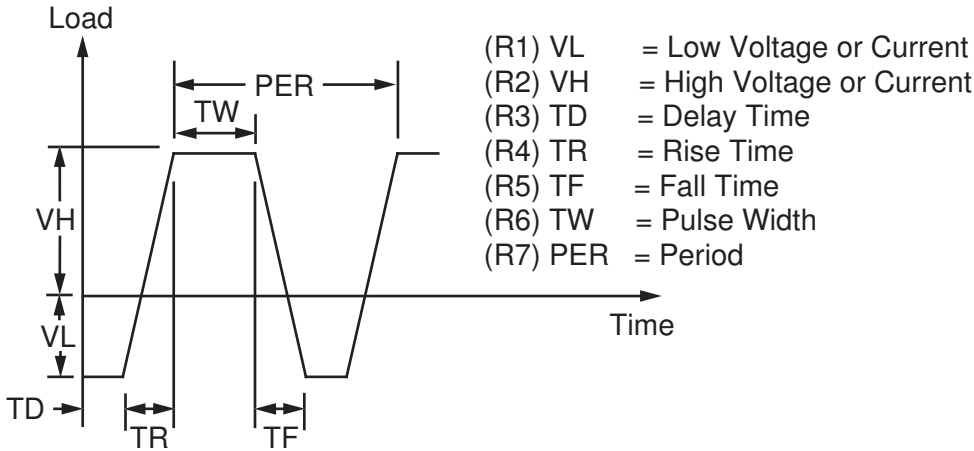 Load
PER
TW
VH
VL
TD
TR
TF
Time
(R1) VL = Low Voltage or Current
(R2) VH = High Voltage or Current
(R3) TD = Delay Time
(R4) TR = Rise Time
(R5) TF = Fall Time
(R6) TW = Pulse Width
(R7) PER = Period